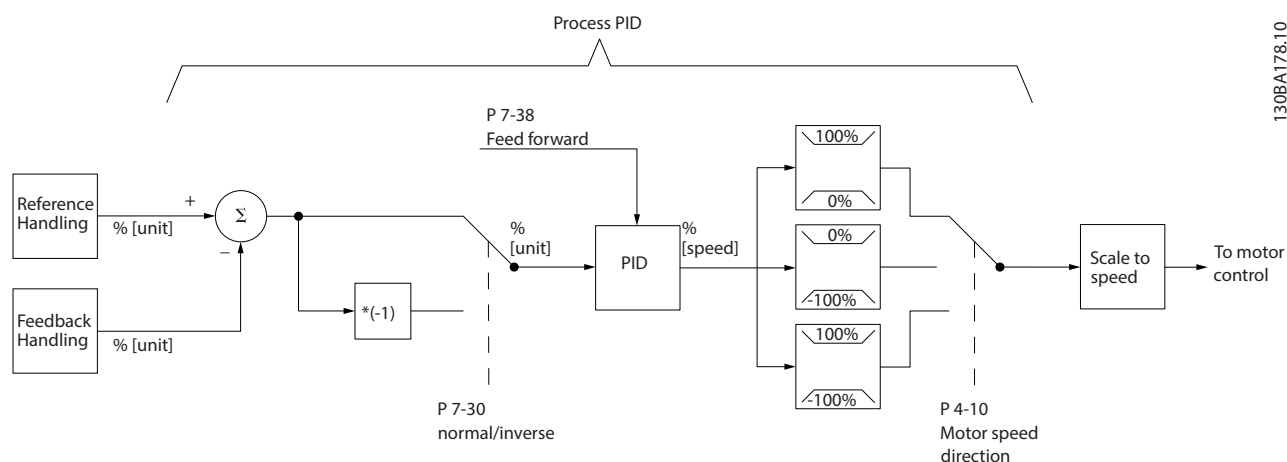 Process PID
130BA178.10
P 7-38
Feed forward
Reference
Handling
% [unit]
+
−
Σ
Feedback
Handling
% [unit]
*(-1)
P 7-30
normal/inverse
%
[unit]
PID
%
[speed]
100%
0%
0%
-100%
100%
-100%
P 4-10
Motor speed
direction
Scale to
speed
To motor
control